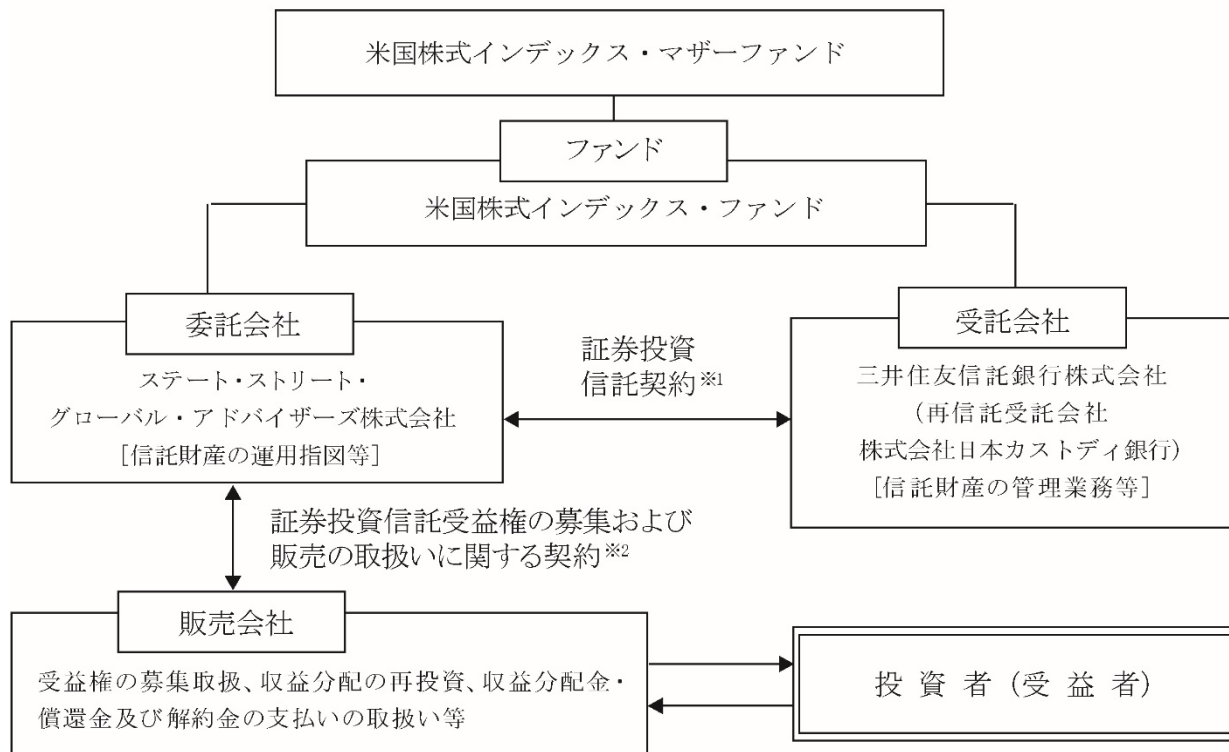 米国株式インデックス・マザーファンド
ファンド
米国株式インデックス・ファンド
委託会社
ステート・ストリート・
グローバル・アドバイザーズ株式会社
[信託財産の運用指図等]
証券投資
信託契約※1
受託会社
三井住友信託銀行株式会社
(再信託受託会社
株式会社日本カストディ銀行)
[信託財産の管理業務等]
証券投資信託受益権の募集および
販売の取扱いに関する契約※2
販売会社
受益権の募集取扱、収益分配の再投資、収益分配金・
償還金及び解約金の支払いの取扱い等
投資者(受益者)